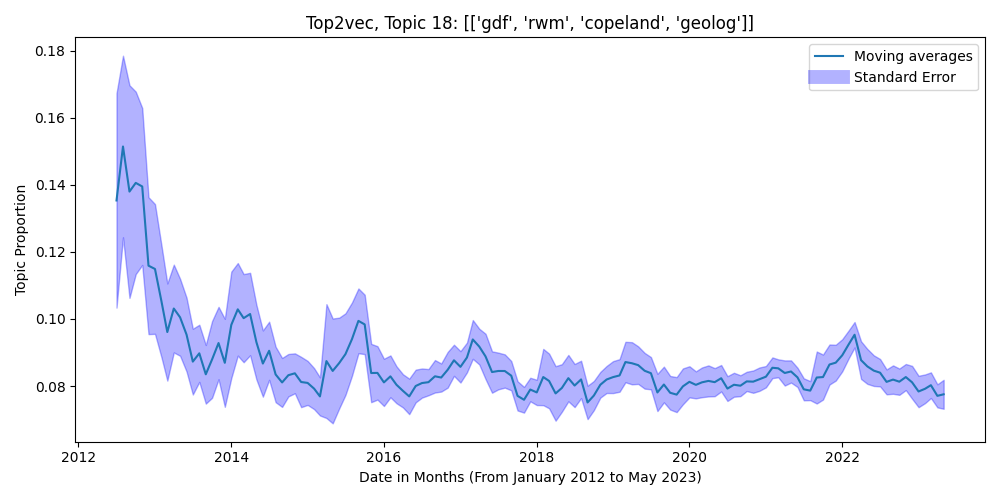 Top2vec, Topic 18: [['gdf', 'rwm', 'copeland', 'geolog']]
Moving averages
Standard Error
Topic Proportion
0.18
0.16
0.14
0.12
0.10
0.08
2012 2014 2016 2018 2020 2022
Date in Months (From January 2012 to May 2023)